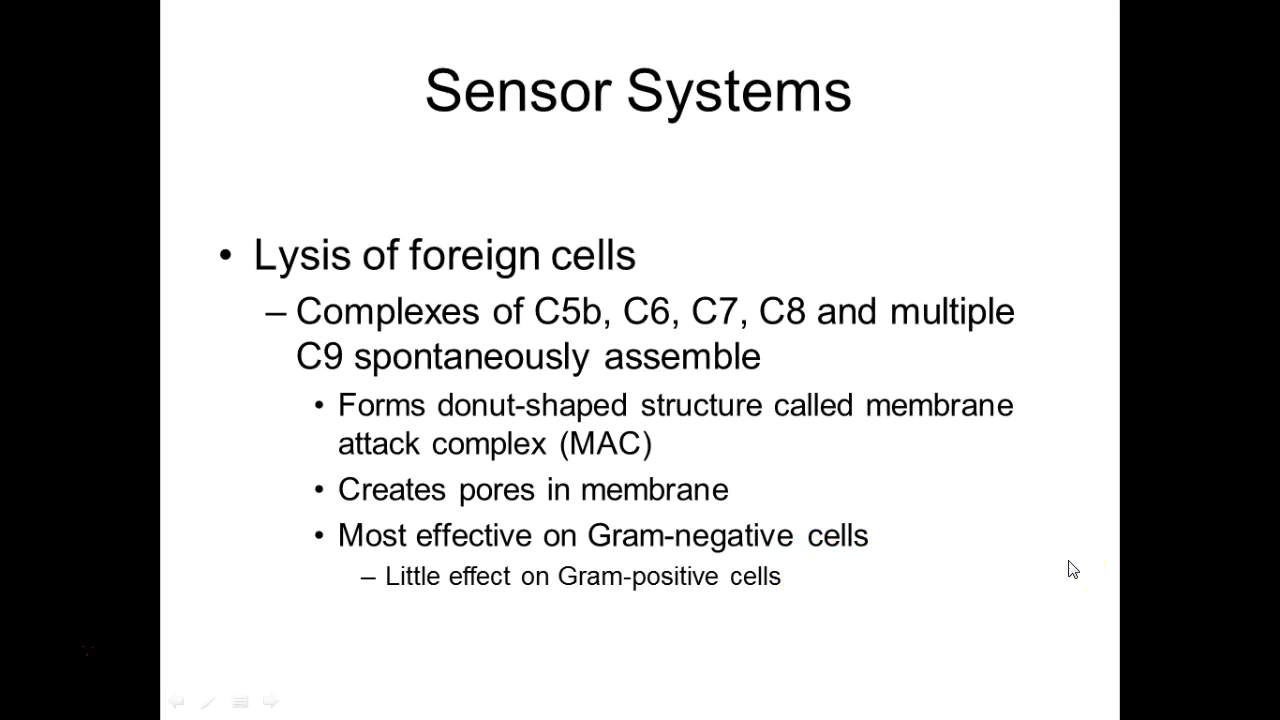 Sensor Systems
• Lysis of foreign cells
– Complexes of C5b, C6, C7, C8 and multiple
C9 spontaneously assemble
• Forms donut-shaped structure called membrane
attack complex (MAC)
• Creates pores in membrane
• Most effective on Gram-negative cells
– Little effect on Gram-positive cells